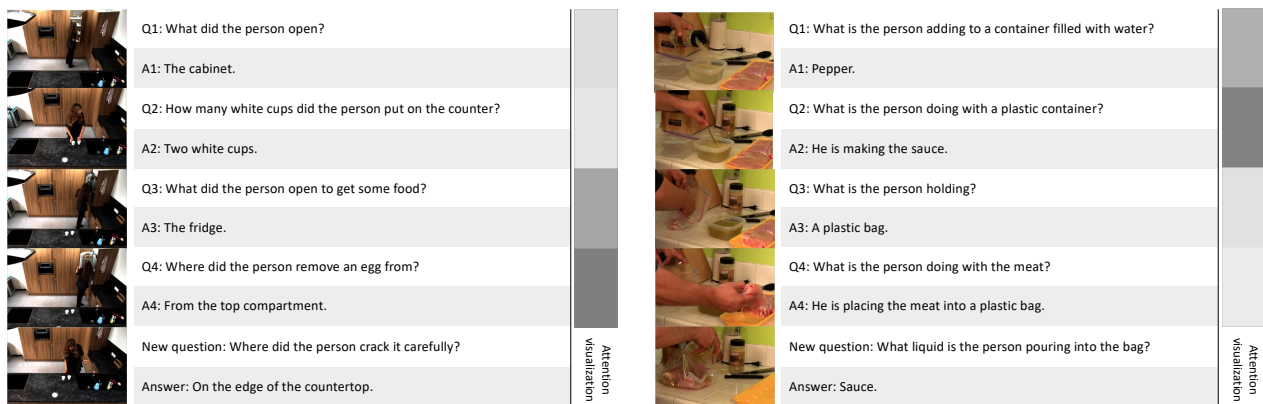 Q1: What did the person open?
A1: The cabinet.
Q2: How many white cups did the person put on the counter?
A2: Two white cups.
Q3: What did the person open to get some food?
A3: The fridge.
Q4: Where did the person remove an egg from?
A4: From the top compartment.
New question: Where did the person crack it carefully?
Answer: On the edge of the countertop.
Attention
visualization
Q1: What is the person adding to a container filled with water?
A1: Pepper.
Q2: What is the person doing with a plastic container?
A2: He is making the sauce.
Q3: What is the person holding?
A3: A plastic bag.
Q4: What is the person doing with the meat?
A4: He is placing the meat into a plastic bag.
New question: What liquid is the person pouring into the bag?
Answer: Sauce.
Attention
visualization